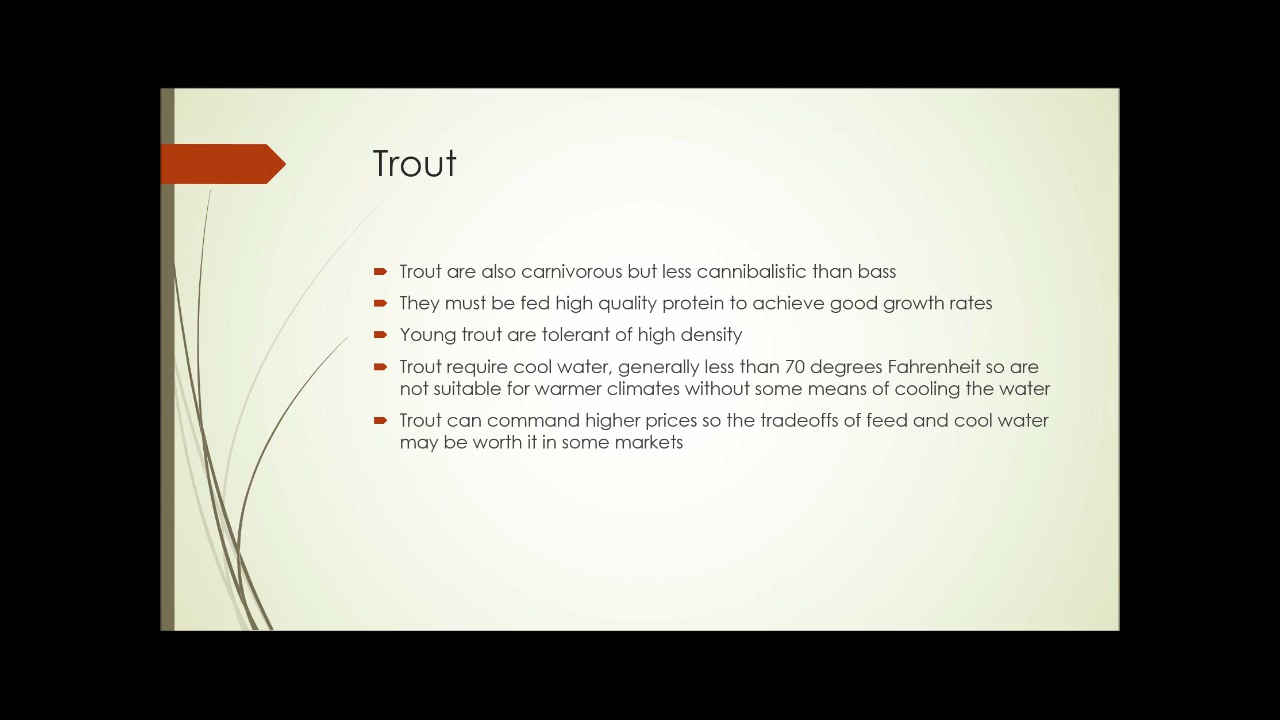 Trout
Trout are also carnivorous but less cannibalistic than bass
They must be fed high quality protein to achieve good growth rates
Young trout are tolerant of high density
Trout require cool water, generally less than 70 degrees Fahrenheit so are
not suitable for warmer climates without some means of cooling the water
Trout can command higher prices so the tradeoffs of feed and cool water
may be worth it in some markets